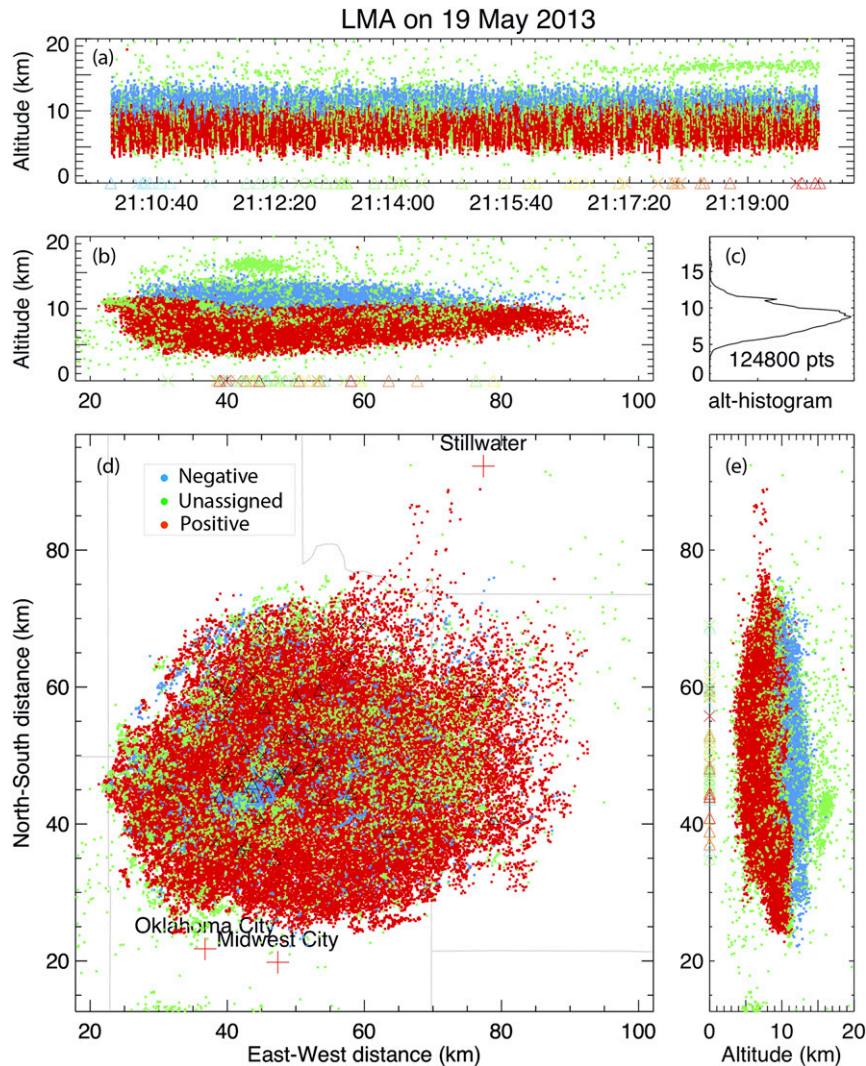 LMA on 19 May 2013
(a)
Altitude (km)
20
10
0
21:10:40 21:12:20 21:14:00 21:15:40 21:17:20 21:19:00
(b)
Altitude (km)
20
10
0
20 40 60 80 100
(c)
15
10
5
0
124800 pts
alt-histogram
(d)
Negative
Unassigned
Positive
Stillwater
Oklahoma City
Midwest City
North-South distance (km)
80
60
40
20
20 40 60 80 100
East-West distance (km)
(e)
80
60
40
20
0 10 20
Altitude (km)